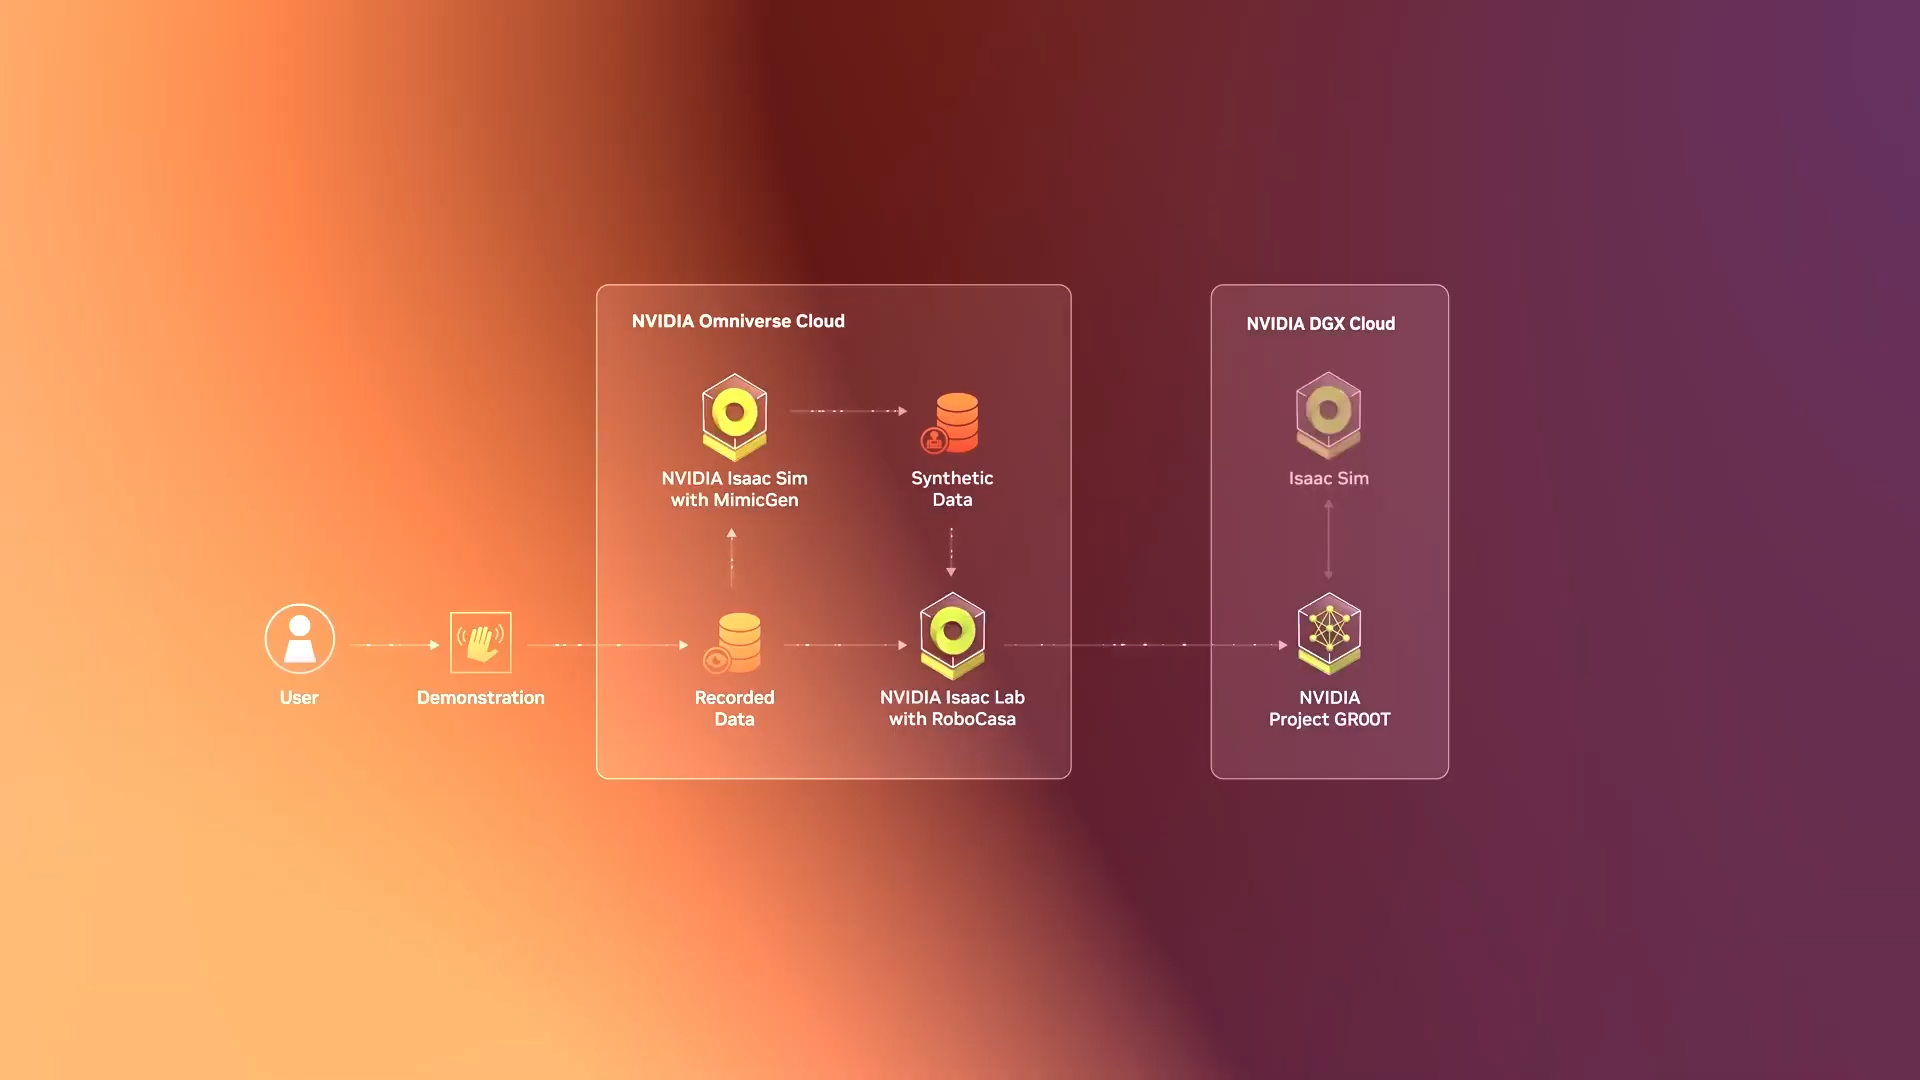 NVIDIA Omniverse Cloud
NVIDIA DGX Cloud
NVIDIA Isaac Sim
with MimicGen
Synthetic
Data
Isaac Sim
User
Demonstration
Recorded
Data
NVIDIA Isaac Lab
with RoboCasa
NVIDIA
Project GR00T